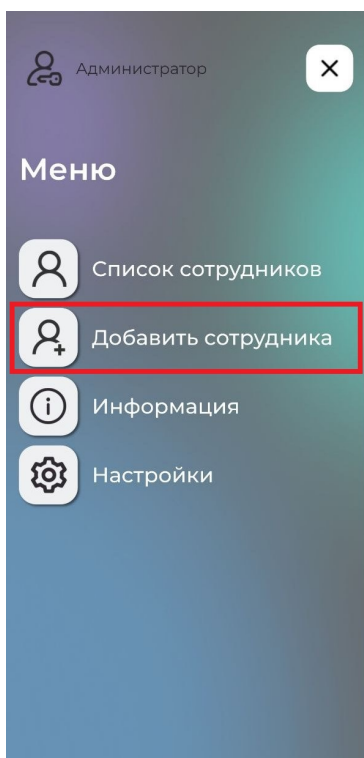 Администратор
Меню
Список сотрудников
Добавить сотрудника
Информация
Настройки